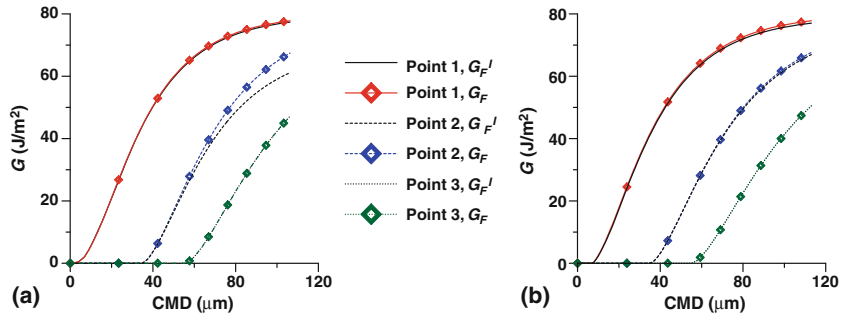 80
60
40
20
0
G (J/m²)
0 40 80 120
CMD (μm)
(a)
Point 1, G_F^I
Point 1, G_F
Point 2, G_F^I
Point 2, G_F
Point 3, G_F^I
Point 3, G_F
80
60
40
20
0
G (J/m²)
0 40 80 120
CMD (μm)
(b)